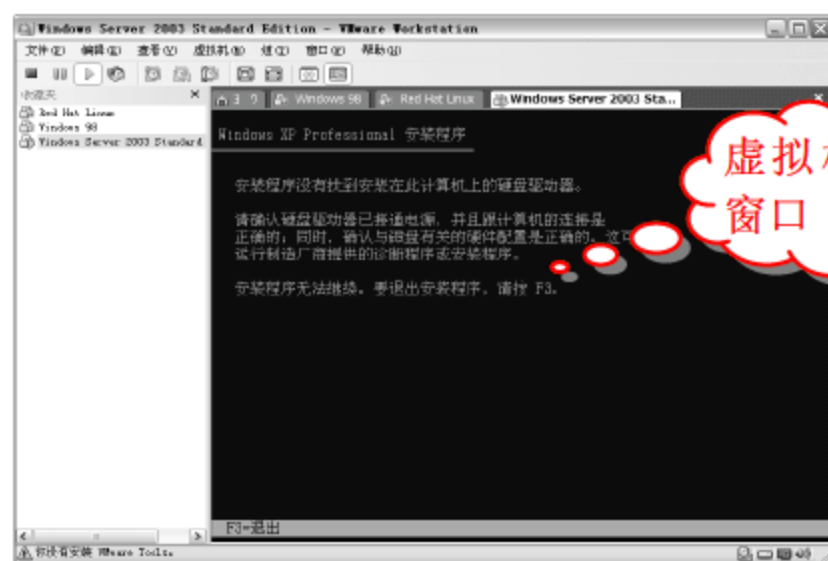 Windows Server 2003 Standard Edition - VMware Workstation
文件(F) 编辑(E) 查看(V) 虚拟机(M) 组(T) 窗口(W) 帮助(H)
收藏夹
Red Hat Linux
Windows 98
Windows Server 2003 Standard
Windows 98 Red Hat Linux Windows Server 2003 Sta...
Windows XP Professional 安装程序
安装程序没有找到安装在此计算机上的硬盘驱动器。
请确认硬盘驱动器已接通电源，并且跟计算机的连接是
正确的；同时，确认与磁盘有关的硬件配置是正确的。这可
运行制造厂商提供的诊断程序或安装程序。
安装程序无法继续。要退出安装程序，请按 F3。
虚拟
窗口
F3=退出
你没有安装 VMware Tools。